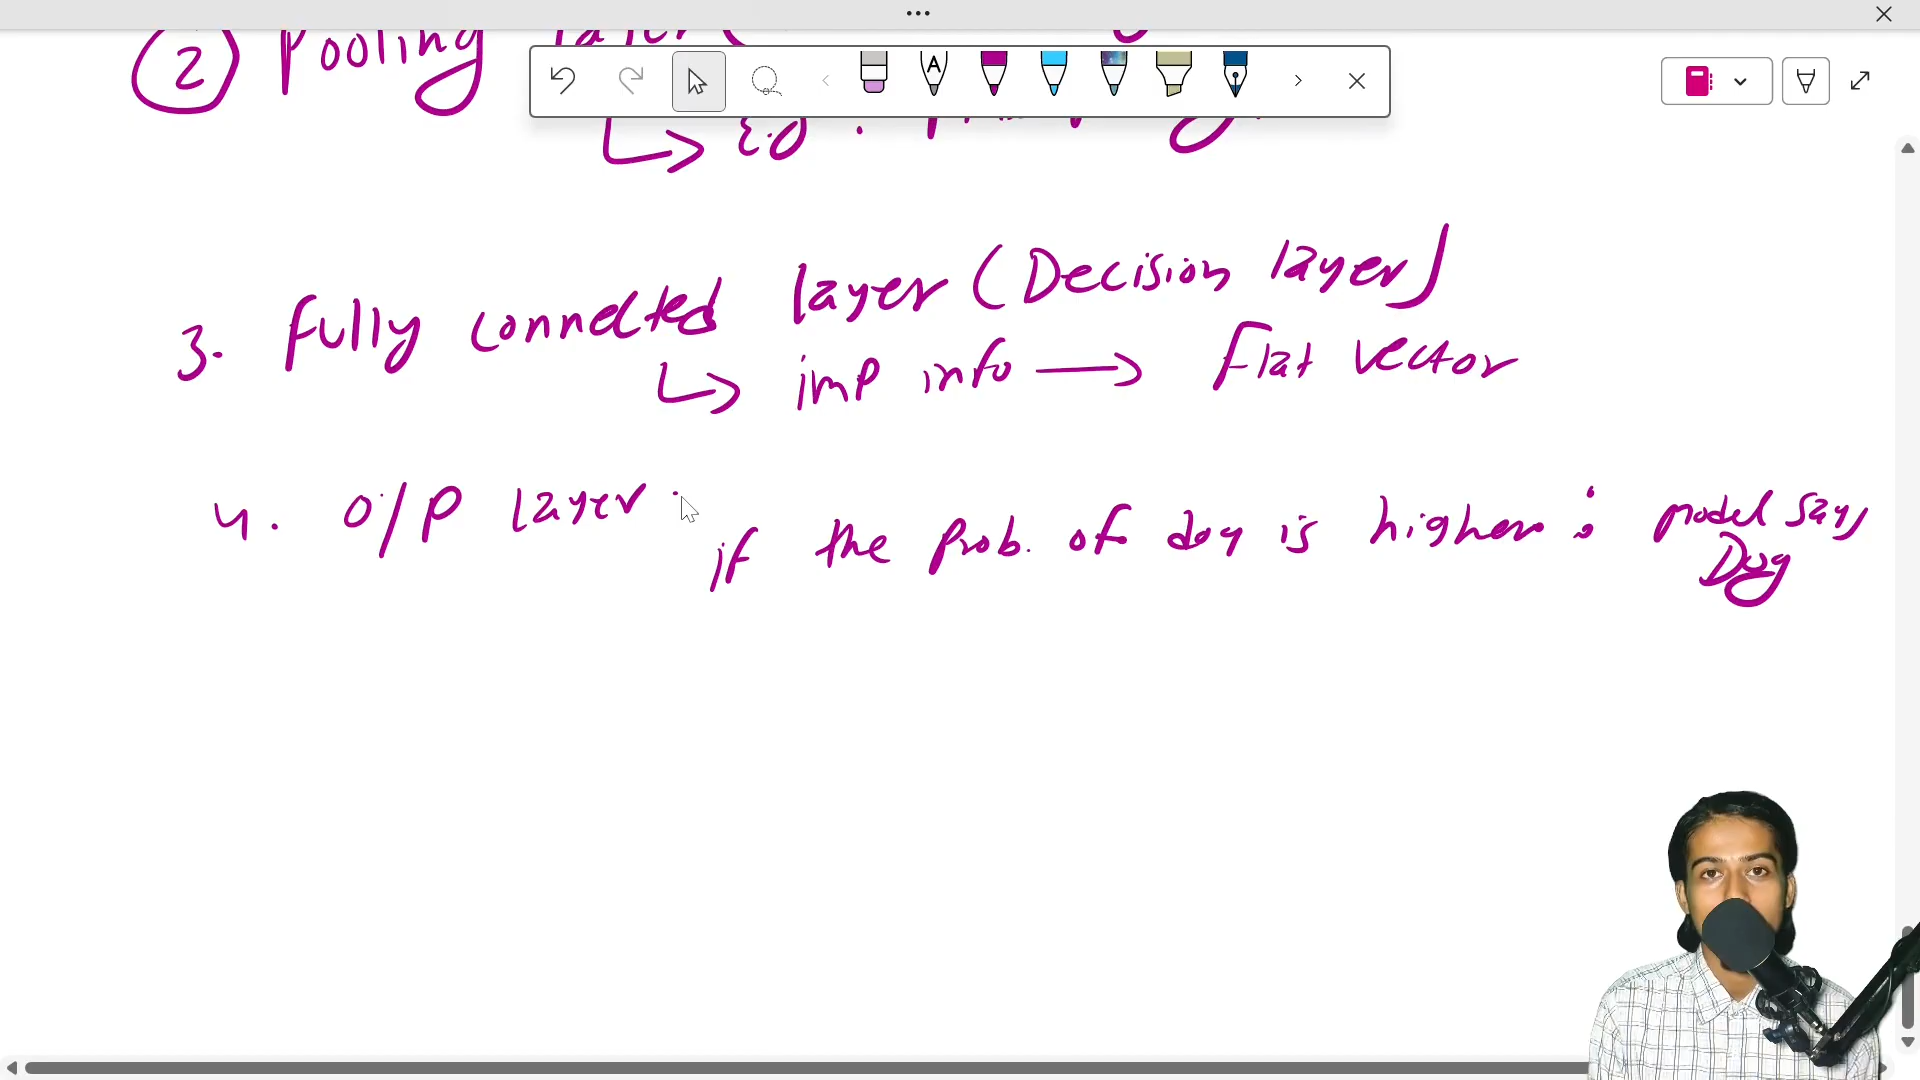 ② Pooling layer (
↳ E.g.
3. Fully connected layer (Decision layer)
↳ imp info → Flat vector
4. O/P layer :
if the prob. of dog is higher : model says
Dog